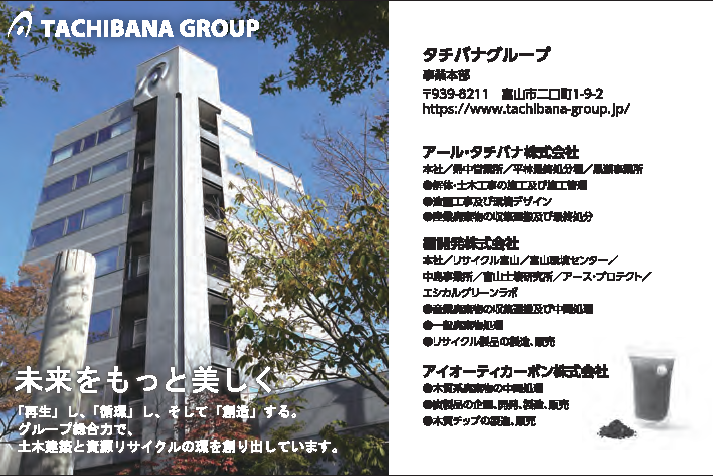 TACHIBANA GROUP
未来をもっと美しく
「再生」し、「循環」し、そして「創造」する。
グループ総合力で、
土木建築と資源リサイクルの環を創り出しています。
タチバナグループ
事業本部
〒939-8211　富山市二口町1-9-2
https://www.tachibana-group.jp/
アール・タチバナ株式会社
本社／婦中営業所／平林最終処分場／黒瀬事業所
●解体・土木工事の施工及び施工管理
●造園工事及び環境デザイン
●産業廃棄物の収集運搬及び最終処分
開発株式会社
本社／リサイクル富山／富山環境センター／
中島事業所／富山土壌研究所／アース・プロテクト／
エシカルグリーンラボ
●産業廃棄物の収集運搬及び中間処理
●一般廃棄物処理
●リサイクル製品の製造、販売
アイオーティカーボン株式会社
●木質系廃棄物の中間処理
●炭製品の企画、開発、製造、販売
●木質チップの製造、販売